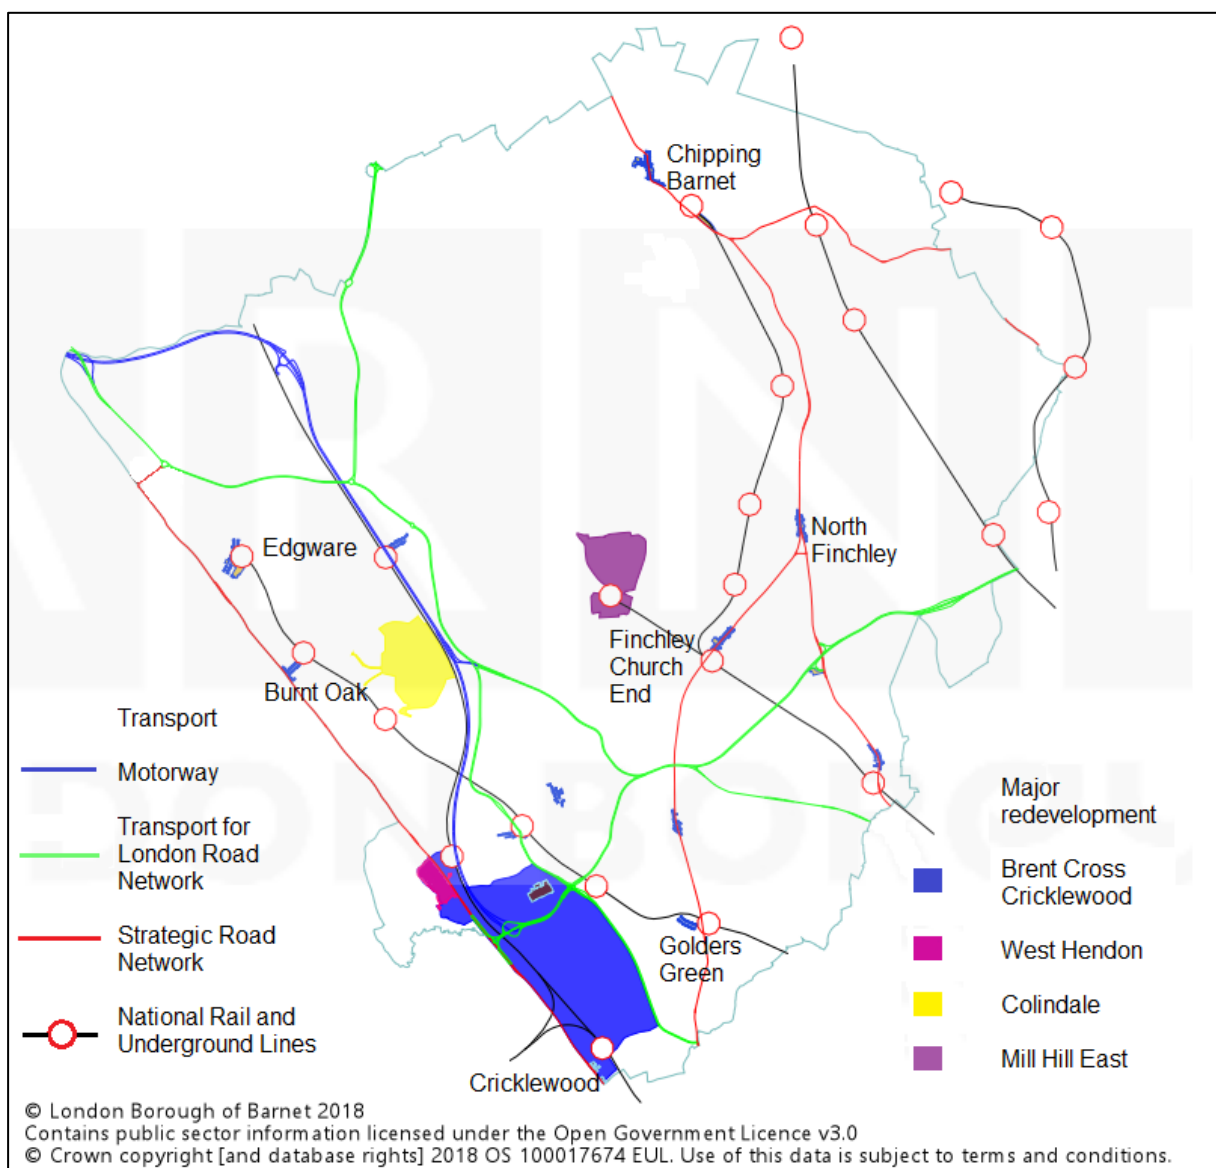 Chipping
Barnet
North
Finchley
Edgware
Finchley
Church
End
Burnt Oak
Golders
Green
Cricklewood
Transport
Motorway
Transport for
London Road
Network
Strategic Road
Network
National Rail and
Underground Lines
Major
redevelopment
Brent Cross
Cricklewood
West Hendon
Colindale
Mill Hill East
© London Borough of Barnet 2018
Contains public sector information licensed under the Open Government Licence v3.0
© Crown copyright [and database rights] 2018 OS 100017674 EUL. Use of this data is subject to terms and conditions.